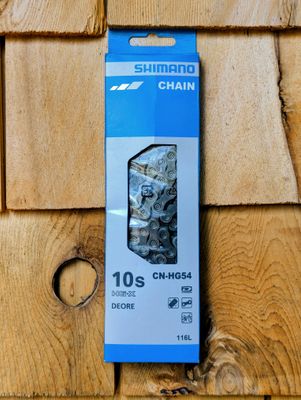 SHIMANO
CHAIN
10s
CN-HG54
HG-X
DEORE
116L